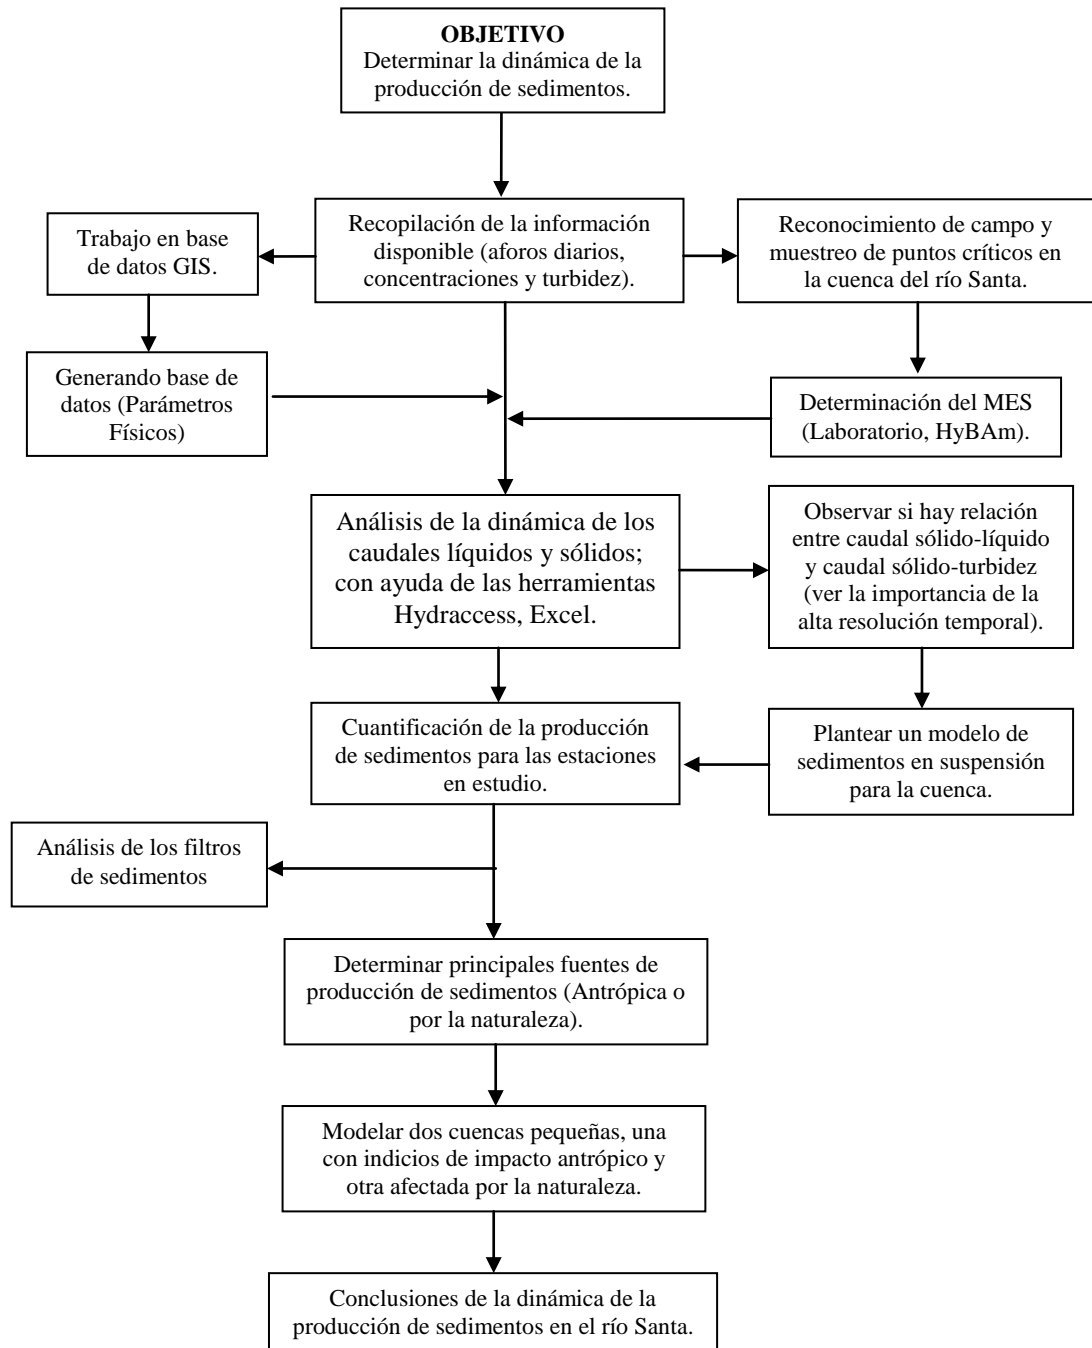 OBJETIVO
Determinar la dinámica de la
producción de sedimentos.
Trabajo en base
de datos GIS.
Recopilación de la información
disponible (aforos diarios,
concentraciones y turbidez).
Reconocimiento de campo y
muestreo de puntos críticos en
la cuenca del río Santa.
Generando base de
datos (Parámetros
Físicos)
Determinación del MES
(Laboratorio, HyBAm).
Análisis de la dinámica de los
caudales líquidos y sólidos;
con ayuda de las herramientas
Hydraccess, Excel.
Observar si hay relación
entre caudal sólido-líquido
y caudal sólido-turbidez
(ver la importancia de la
alta resolución temporal).
Cuantificación de la producción
de sedimentos para las estaciones
en estudio.
Plantear un modelo de
sedimentos en suspensión
para la cuenca.
Análisis de los filtros
de sedimentos
Determinar principales fuentes de
producción de sedimentos (Antrópica o
por la naturaleza).
Modelar dos cuencas pequeñas, una
con indicios de impacto antrópico y
otra afectada por la naturaleza.
Conclusiones de la dinámica de la
producción de sedimentos en el río Santa.